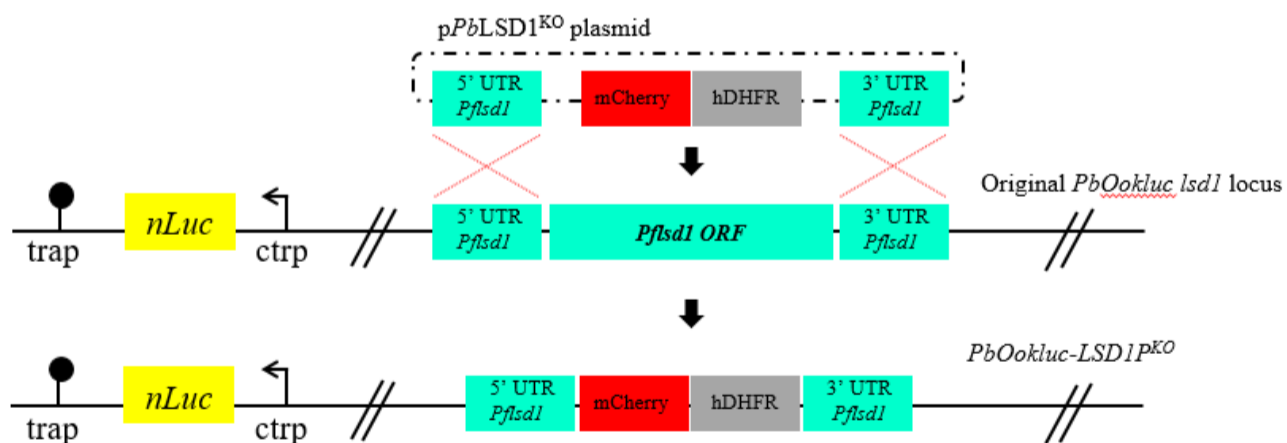 pPbLSD1ᴷᴼ plasmid
5’ UTR
Pflsd1
mCherry
hDHFR
3’ UTR
Pflsd1
Original PbOokluc lsd1 locus
trap
nLuc
ctrp
5’ UTR
Pflsd1
Pflsd1 ORF
3’ UTR
Pflsd1
PbOokluc-LSD1Pᴷᴼ
trap
nLuc
ctrp
5’ UTR
Pflsd1
mCherry
hDHFR
3’ UTR
Pflsd1